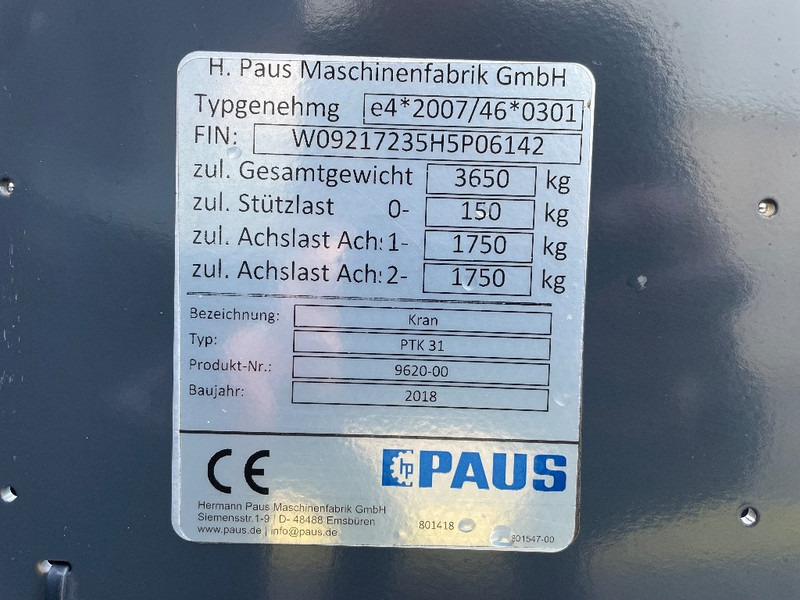 H. Paus Maschinenfabrik GmbH
Typgenehmg e4*2007/46*0301
FIN: W09217235H5P06142
zul. Gesamtgewicht 3650 kg
zul. Stützlast 0- 150 kg
zul. Achslast Achs 1- 1750 kg
zul. Achslast Achs 2- 1750 kg
Bezeichnung: Kran
Typ: PTK 31
Produkt-Nr.: 9620-00
Baujahr: 2018
CE hp PAUS
Hermann Paus Maschinenfabrik GmbH
Siemensstr.1-9 / D- 48488 Emsbüren
www.paus.de | info@paus.de
801418
801547-00